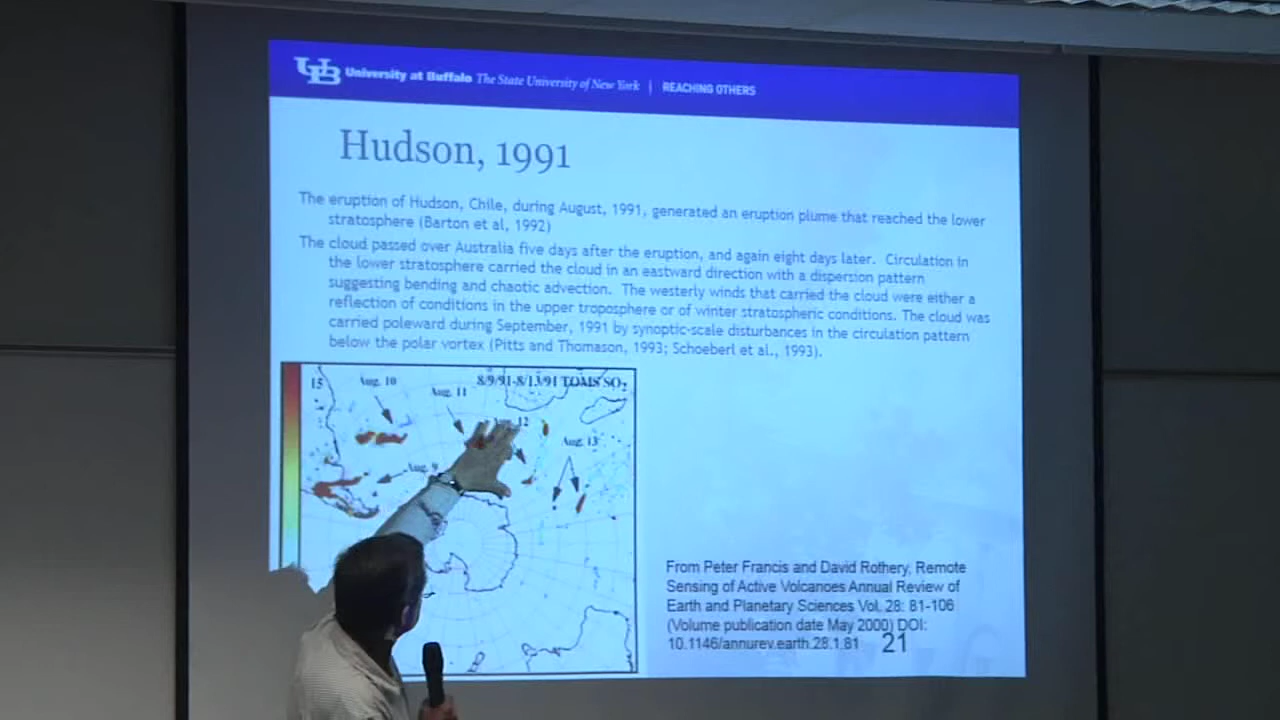 UB University at Buffalo The State University of New York | REACHING OTHERS
Hudson, 1991
The eruption of Hudson, Chile, during August, 1991, generated an eruption plume that reached the lower
stratosphere (Barton et al, 1992)
The cloud passed over Australia five days after the eruption, and again eight days later. Circulation in
the lower stratosphere carried the cloud in an eastward direction with a dispersion pattern
suggesting bending and chaotic advection. The westerly winds that carried the cloud were either a
reflection of conditions in the upper troposphere or of winter stratospheric conditions. The cloud was
carried poleward during September, 1991 by synoptic-scale disturbances in the circulation pattern
below the polar vortex (Pitts and Thomason, 1993; Schoeberl et al., 1993).
15
Aug. 10
8/9/91-8/13/91 TOMS SO2
Aug. 11
12
Aug. 13
Aug. 9
From Peter Francis and David Rothery, Remote
Sensing of Active Volcanoes Annual Review of
Earth and Planetary Sciences Vol. 28: 81-106
(Volume publication date May 2000) DOI:
10.1146/annurev.earth.28.1.81
21